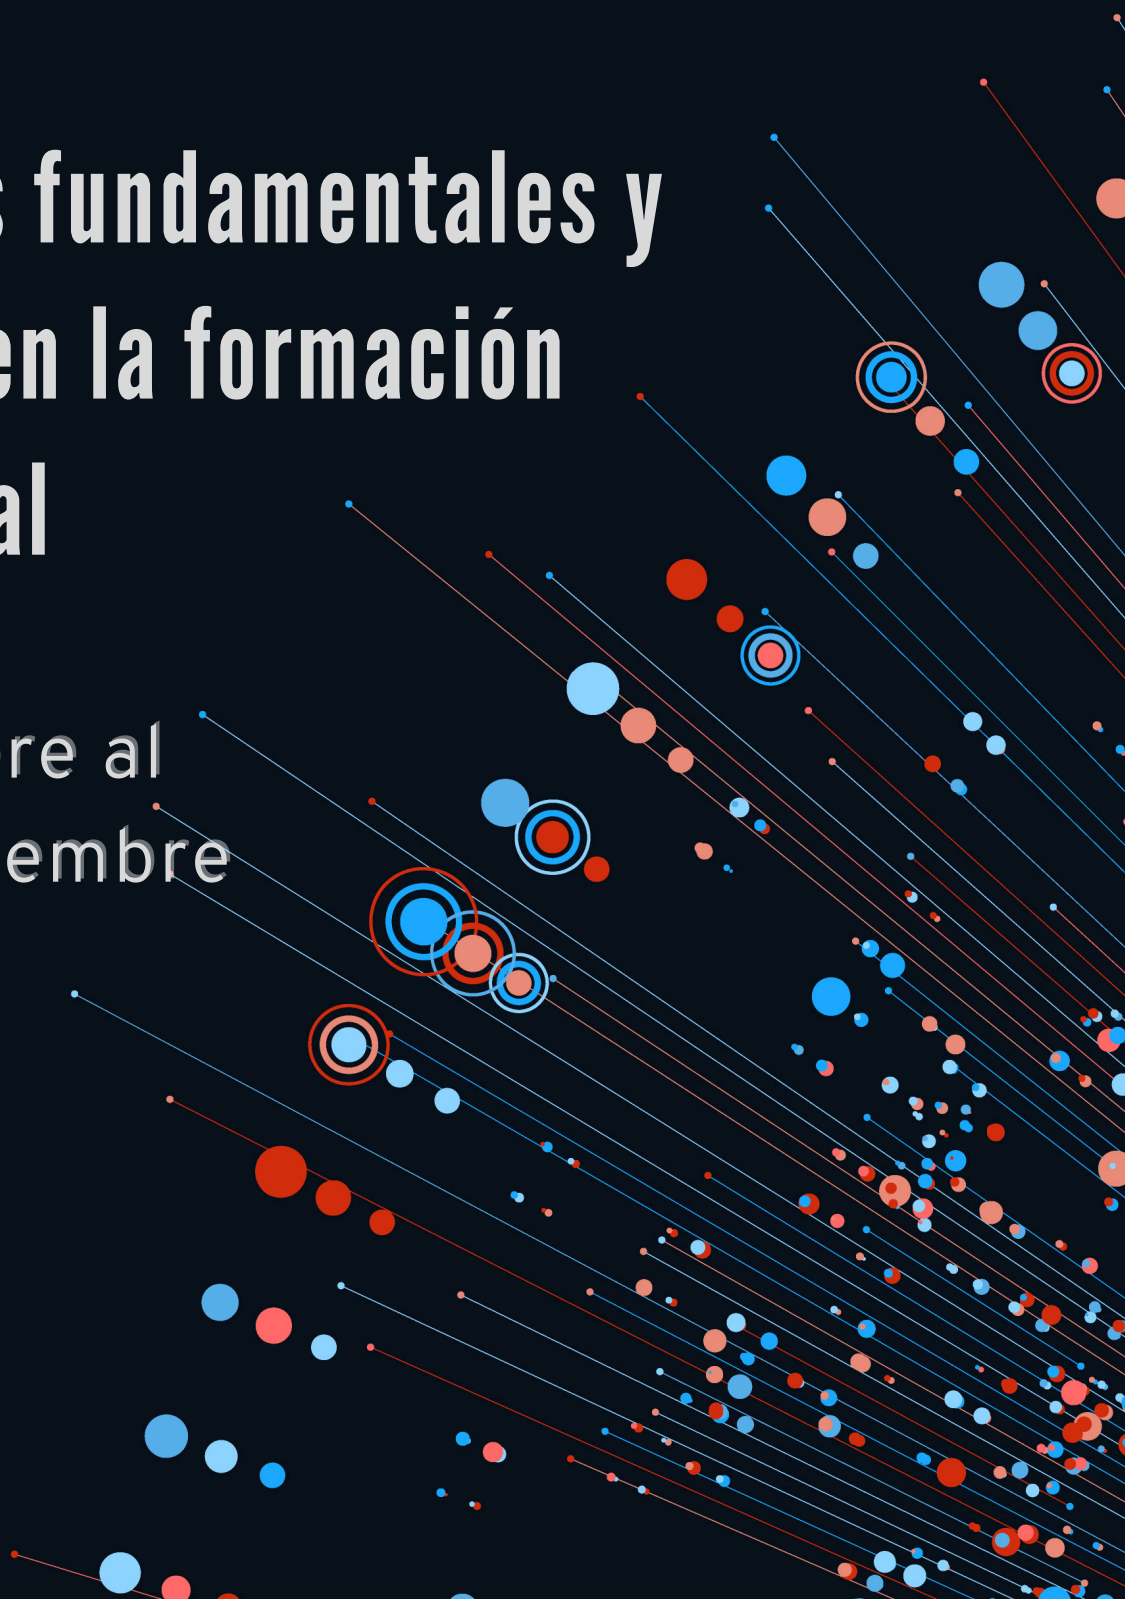 s fundamentales y
en la formación
al
re al
embre